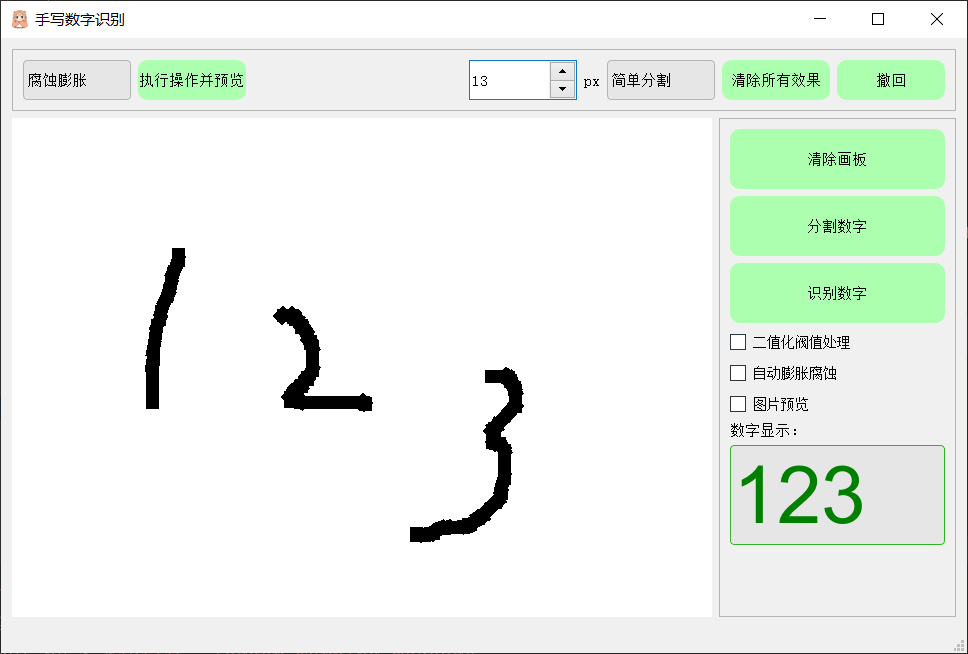 手写数字识别
腐蚀膨胀 执行操作并预览 13 px 简单分割 清除所有效果 撤回
清除画板
分割数字
识别数字
二值化阀值处理
自动膨胀腐蚀
图片预览
数字显示：
123
1 2 3